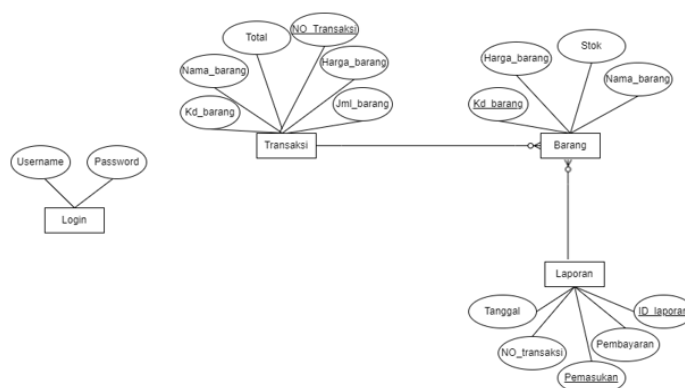 NO_Transaksi
Total
Stok
Nama_barang
Harga_barang
Harga_barang
Nama_barang
Kd_barang
Jml_barang
Kd_barang
Transaksi
Barang
Username
Password
Login
Laporan
Tanggal
ID_laporan
NO_transaksi
Pembayaran
Pemasukan